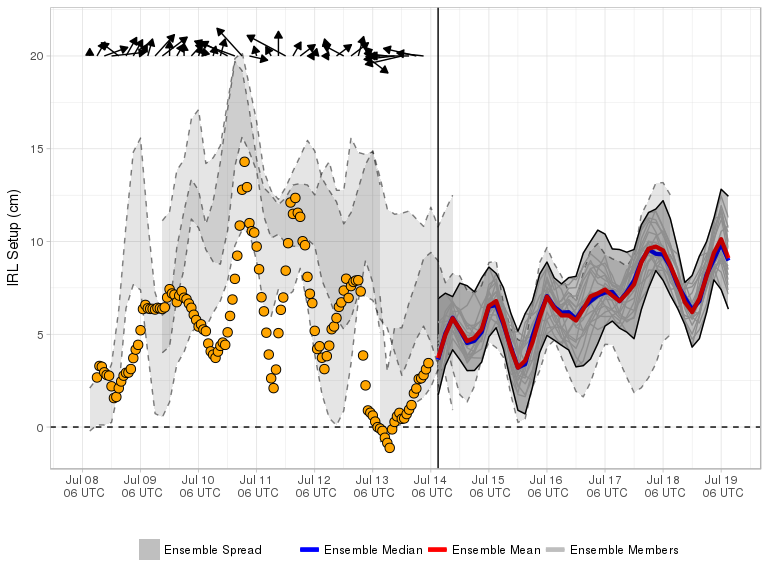 IRL Setup (cm)
20
15
10
5
0
Jul 08 Jul 09 Jul 10 Jul 11 Jul 12 Jul 13 Jul 14 Jul 15 Jul 16 Jul 17 Jul 18 Jul 19
06 UTC 06 UTC 06 UTC 06 UTC 06 UTC 06 UTC 06 UTC 06 UTC 06 UTC 06 UTC 06 UTC 06 UTC
Ensemble Spread Ensemble Median Ensemble Mean Ensemble Members